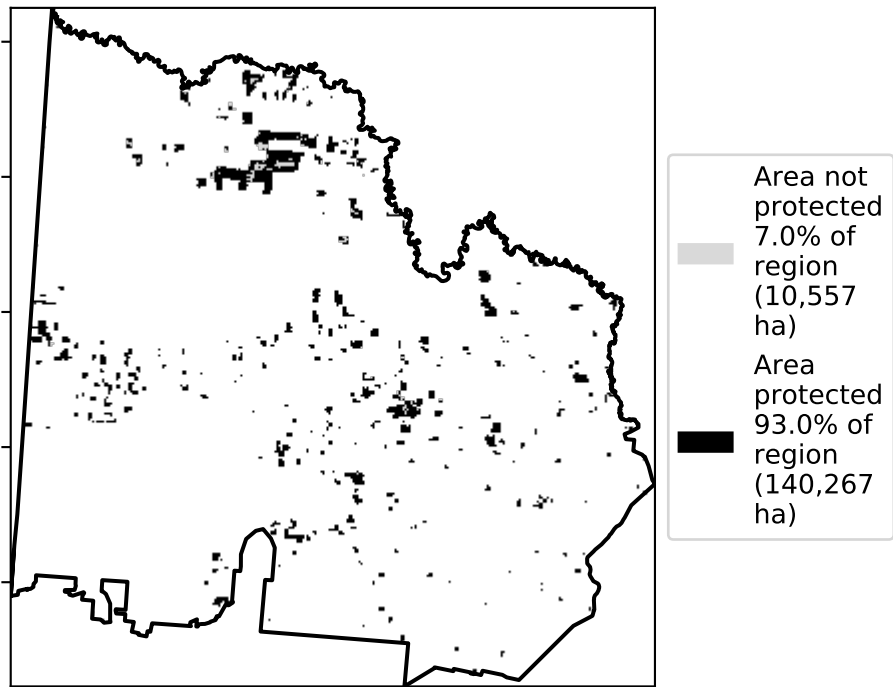 Area not
protected
7.0% of
region
(10,557
ha)
Area
protected
93.0% of
region
(140,267
ha)